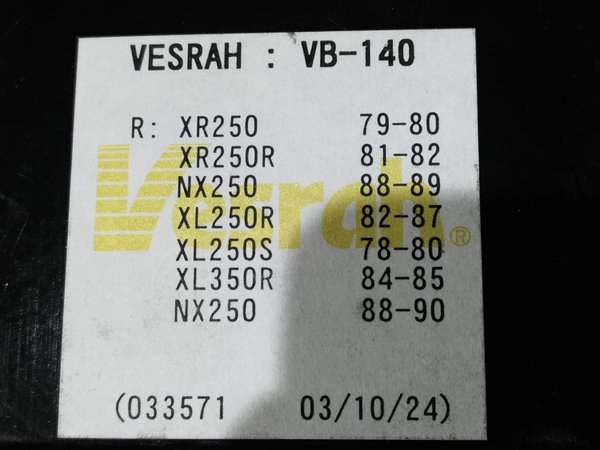 VESRAH : VB-140
R: XR250 79-80
XR250R 81-82
NX250 88-89
XL250R 82-87
XL250S 78-80
XL350R 84-85
NX250 88-90
Vesrah®
(033571 03/10/24)